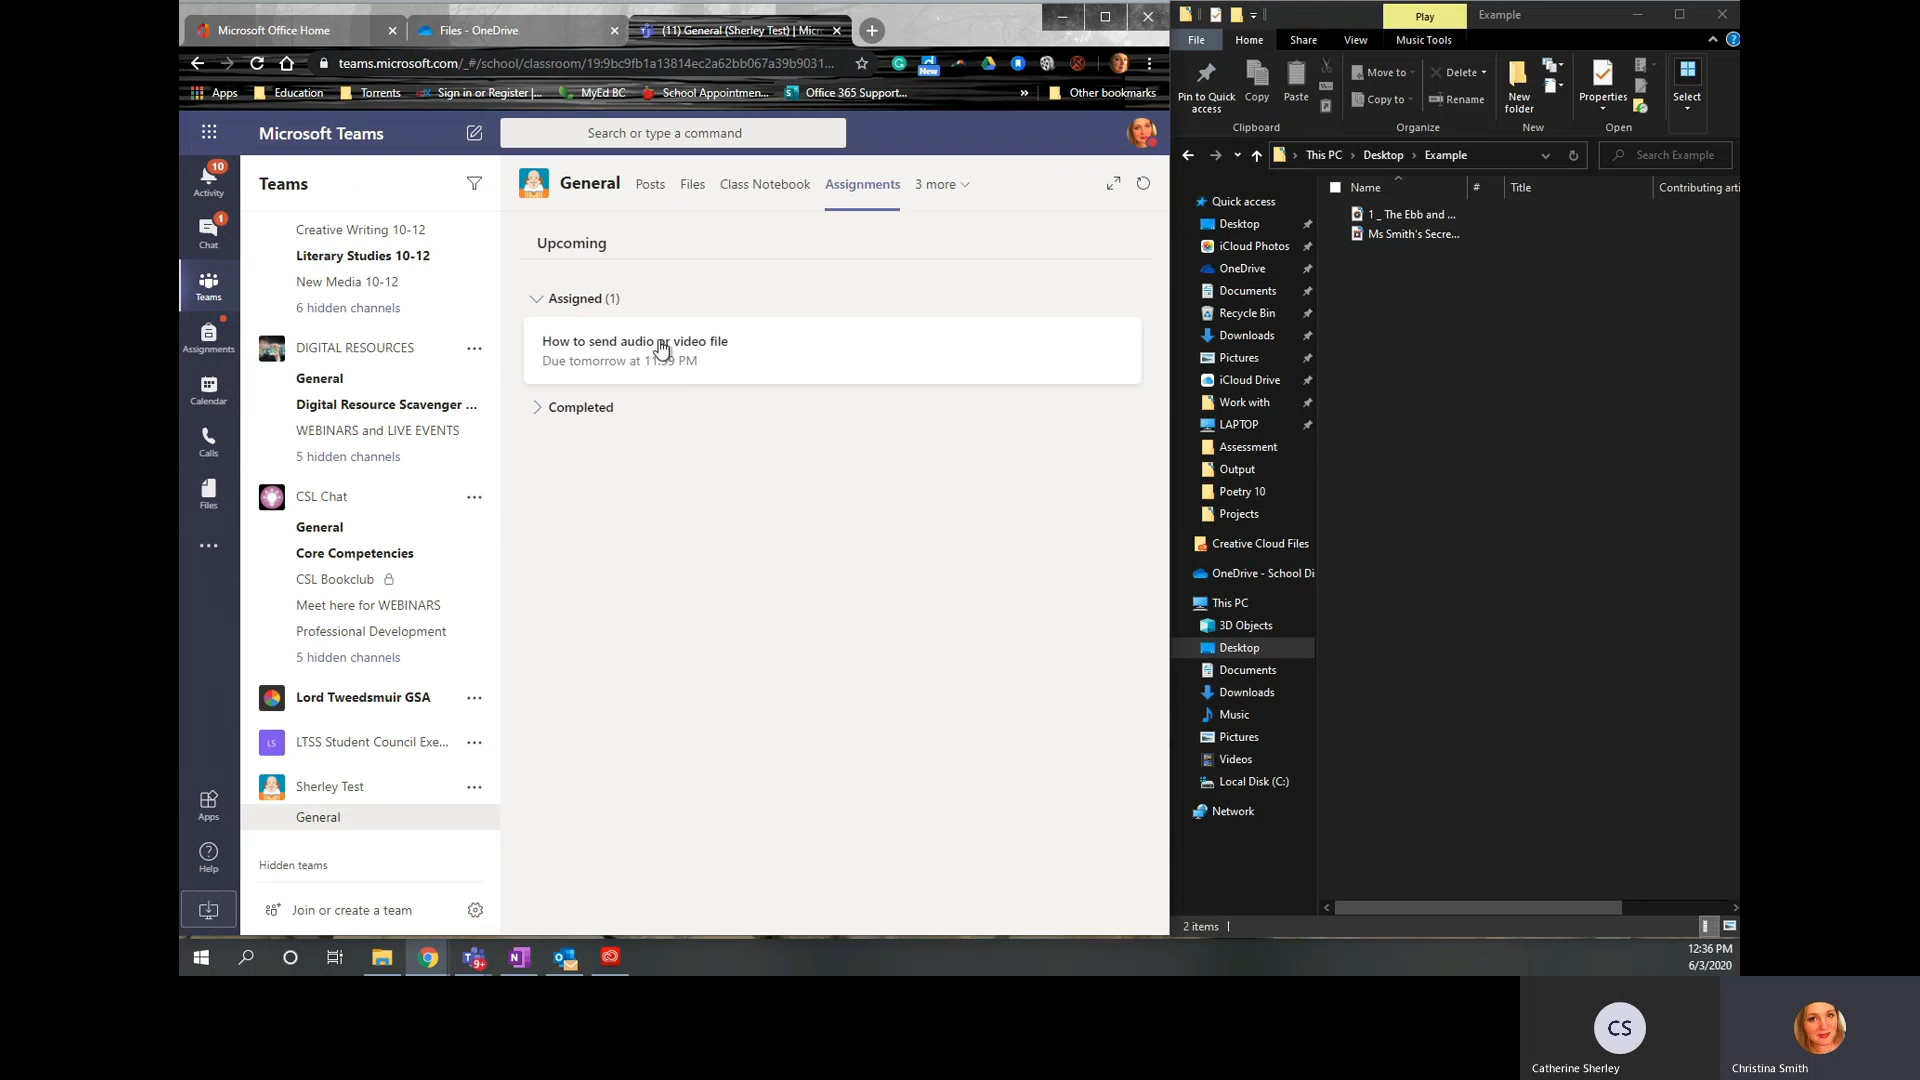 Microsoft Office Home
Files - OneDrive
(11) General (Sherley Test) | Micr
teams.microsoft.com/_#/school/classroom/19:9bc9fb1a13814ec2a62bb067a39b9031...
New
Apps
Education
Torrents
Sign in or Register |...
MyEd BC
School Appointmen...
Office 365 Support...
»
Other bookmarks
Microsoft Teams
Search or type a command
10
Activity
1
Chat
Teams
Assignments
Calendar
Calls
Files
Apps
Help
Teams
Creative Writing 10-12
Literary Studies 10-12
New Media 10-12
6 hidden channels
DIGITAL RESOURCES
General
Digital Resource Scavenger ...
WEBINARS and LIVE EVENTS
5 hidden channels
CSL Chat
General
Core Competencies
CSL Bookclub
Meet here for WEBINARS
Professional Development
5 hidden channels
Lord Tweedsmuir GSA
LS
LTSS Student Council Exe...
Sherley Test
General
Hidden teams
Join or create a team
General
Posts
Files
Class Notebook
Assignments
3 more
Upcoming
Assigned (1)
How to send audio or video file
Due tomorrow at 11:59 PM
Completed
Play
Example
File
Home
Share
View
Music Tools
Pin to Quick access
Copy
Paste
Move to
Copy to
Delete
Rename
New folder
Properties
Select
Clipboard
Organize
New
Open
This PC
Desktop
Example
Search Example
Name
#
Title
Contributing arti
1 _ The Ebb and ...
Ms Smith's Secre...
Quick access
Desktop
iCloud Photos
OneDrive
Documents
Recycle Bin
Downloads
Pictures
iCloud Drive
Work with
LAPTOP
Assessment
Output
Poetry 10
Projects
Creative Cloud Files
OneDrive - School Di
This PC
3D Objects
Desktop
Documents
Downloads
Music
Pictures
Videos
Local Disk (C:)
Network
2 items
9+
12:36 PM
6/3/2020
CS
Catherine Sherley
Christina Smith